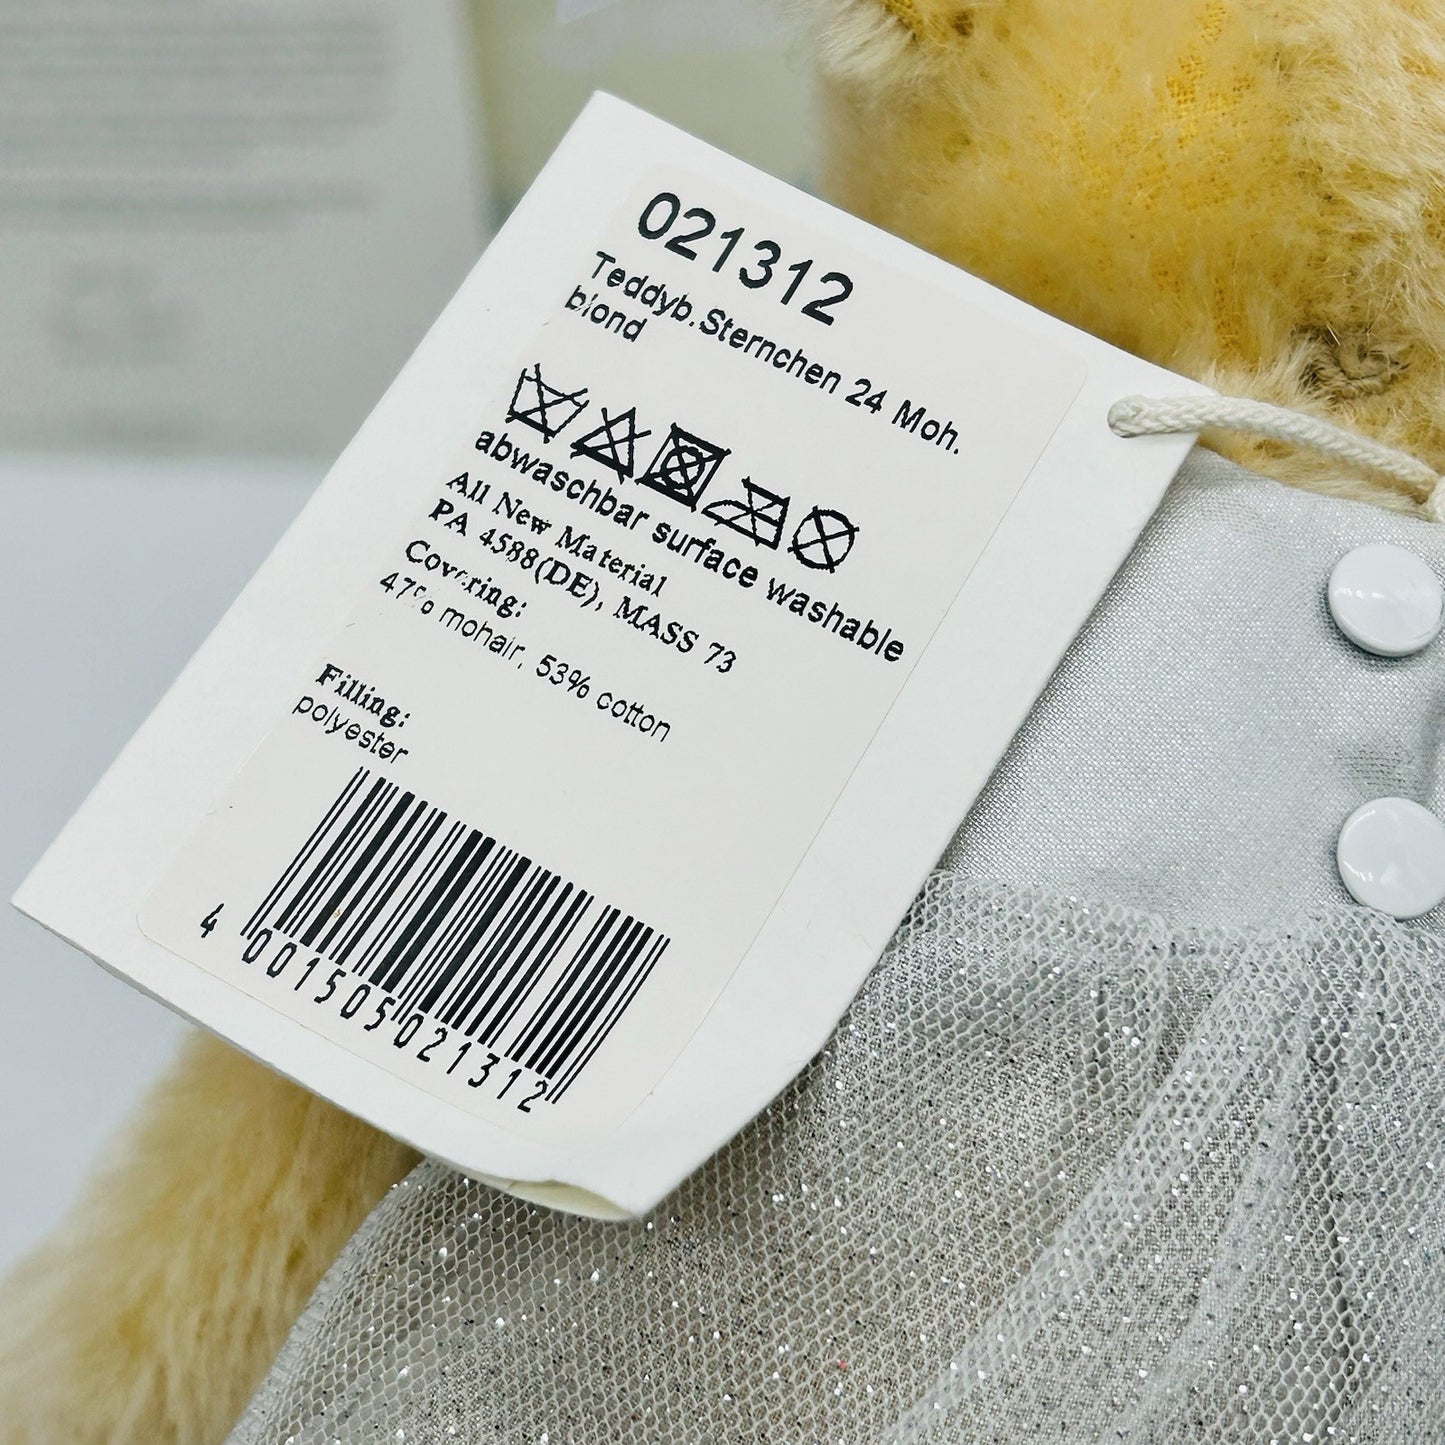 021312
Teddyb.Sternchen 24 Moh.
blond
abwaschbar surface washable
All New Material
PA 4588(DE), MASS 73
Covering:
47% mohair, 53% cotton
Filling:
polyester
4 001505 021312